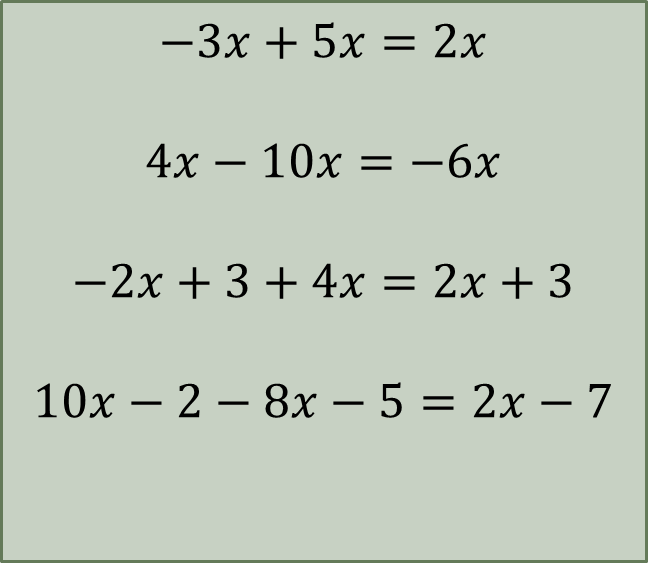 −3x + 5x = 2x
4x − 10x = −6x
−2x + 3 + 4x = 2x + 3
10x − 2 − 8x − 5 = 2x − 7